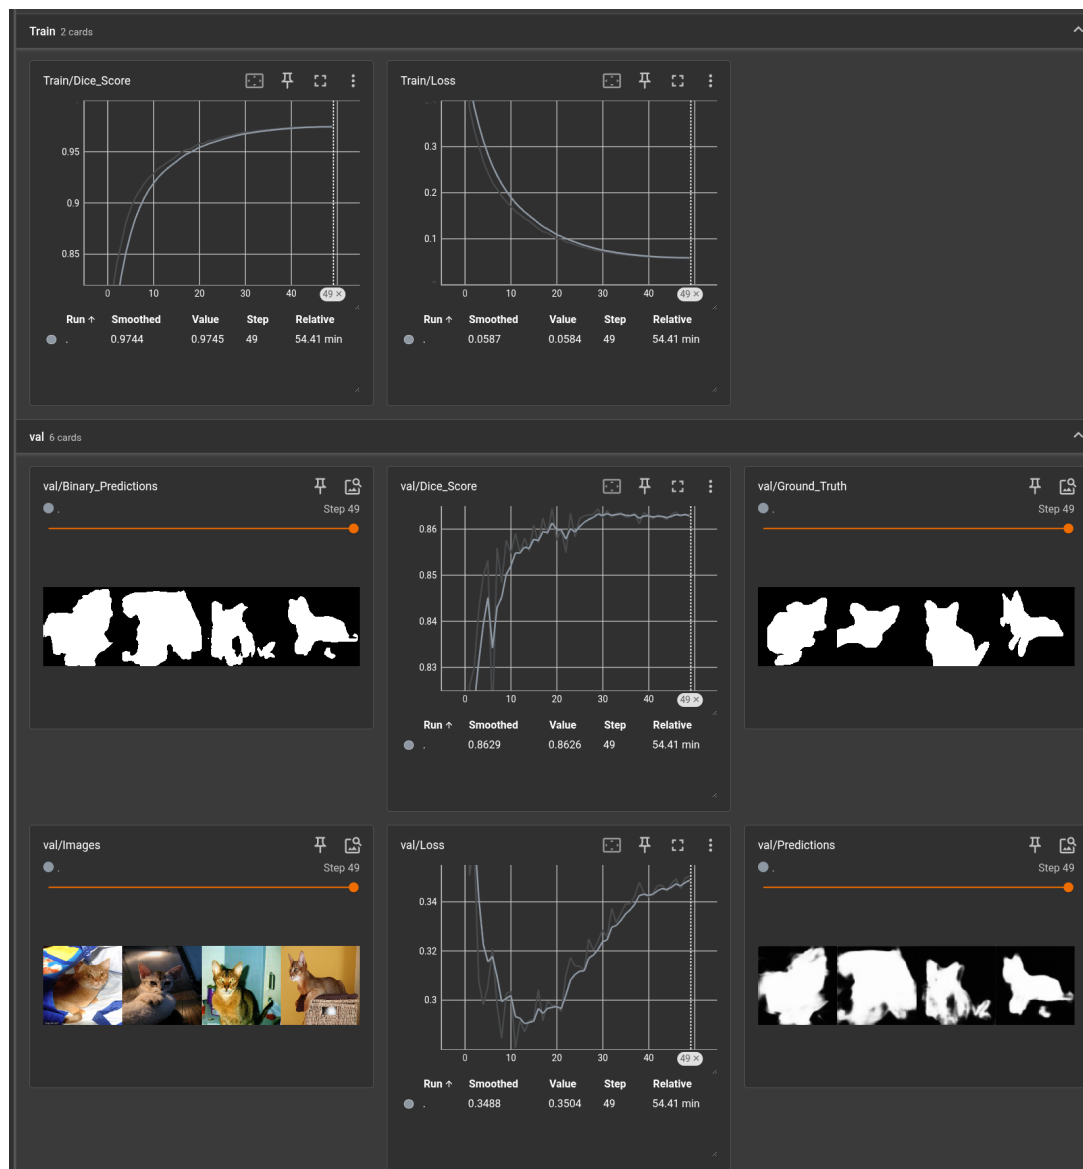 Train 2 cards
Train/Dice_Score
0.95
0.9
0.85
0 10 20 30 40 49 ×
Run ↑ Smoothed Value Step Relative
. 0.9744 0.9745 49 54.41 min
Train/Loss
0.3
0.2
0.1
0 10 20 30 40 49 ×
Run ↑ Smoothed Value Step Relative
. 0.0587 0.0584 49 54.41 min
val 6 cards
val/Binary_Predictions
. Step 49
val/Dice_Score
0.86
0.85
0.84
0.83
0 10 20 30 40 49 ×
Run ↑ Smoothed Value Step Relative
. 0.8629 0.8626 49 54.41 min
val/Ground_Truth
. Step 49
val/Images
. Step 49
val/Loss
0.34
0.32
0.3
0 10 20 30 40 49 ×
Run ↑ Smoothed Value Step Relative
. 0.3488 0.3504 49 54.41 min
val/Predictions
. Step 49